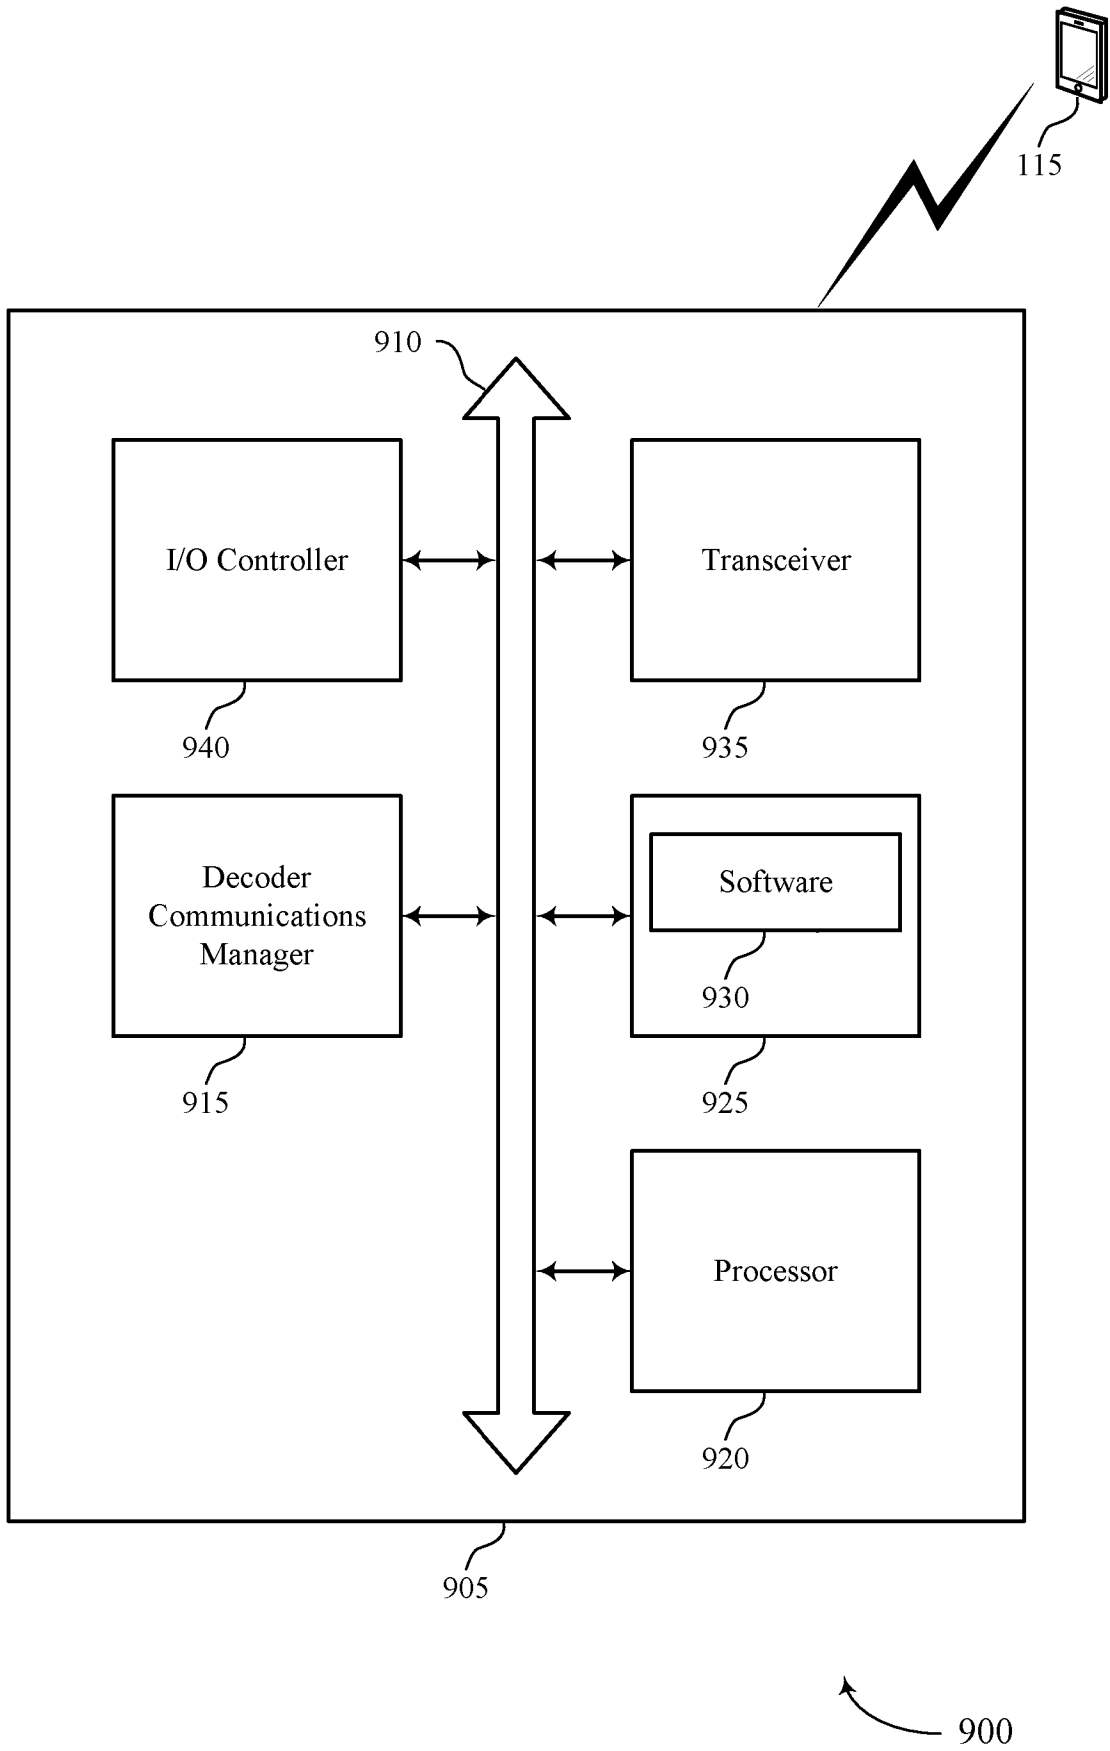 115
910
I/O Controller
Transceiver
940
935
Decoder
Communications
Manager
Software
930
915
925
Processor
920
905
900